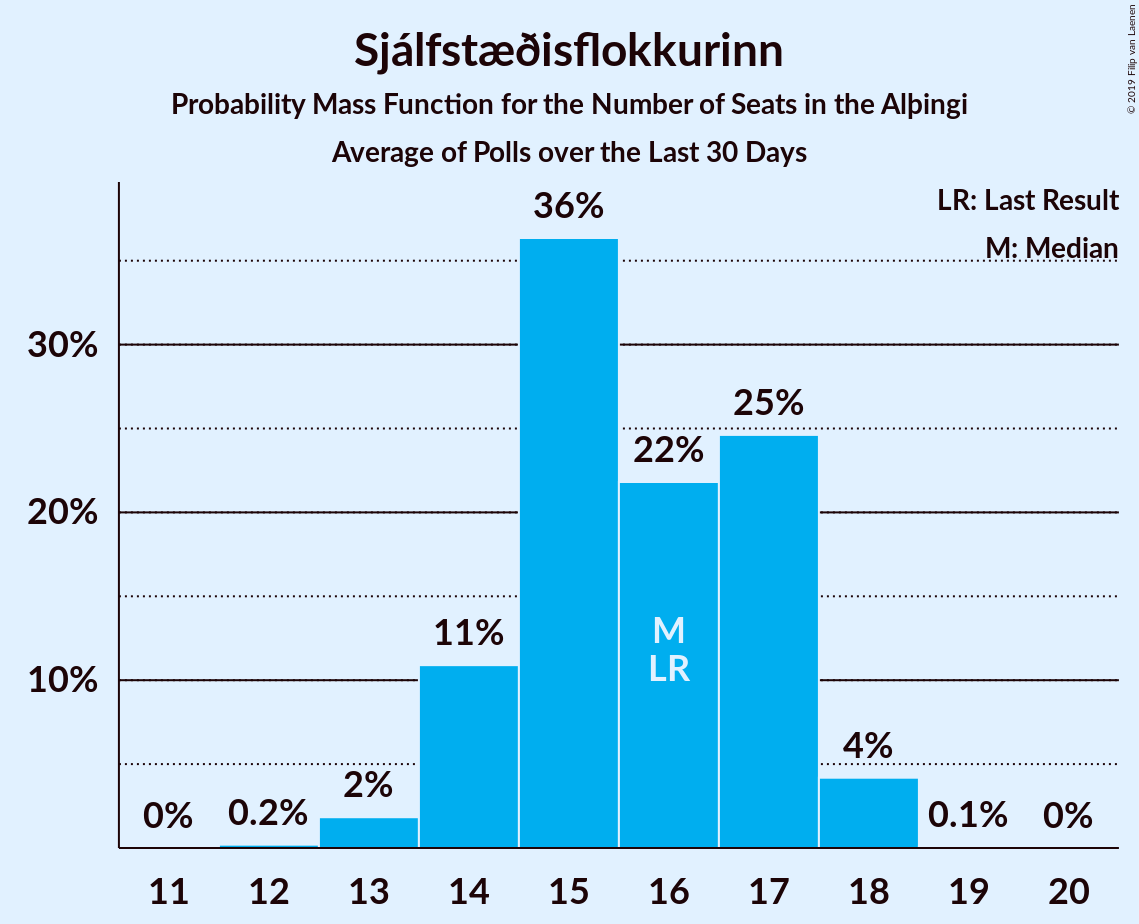 Sjálfstæðisflokkurinn
Probability Mass Function for the Number of Seats in the Alþingi
Average of Polls over the Last 30 Days
© 2019 Filip van Laenen
LR: Last Result
M: Median
36%
30%
25%
22%
20%
M
LR
11%
10%
4%
2%
0%
0.2%
0.1%
0%
11 12 13 14 15 16 17 18 19 20